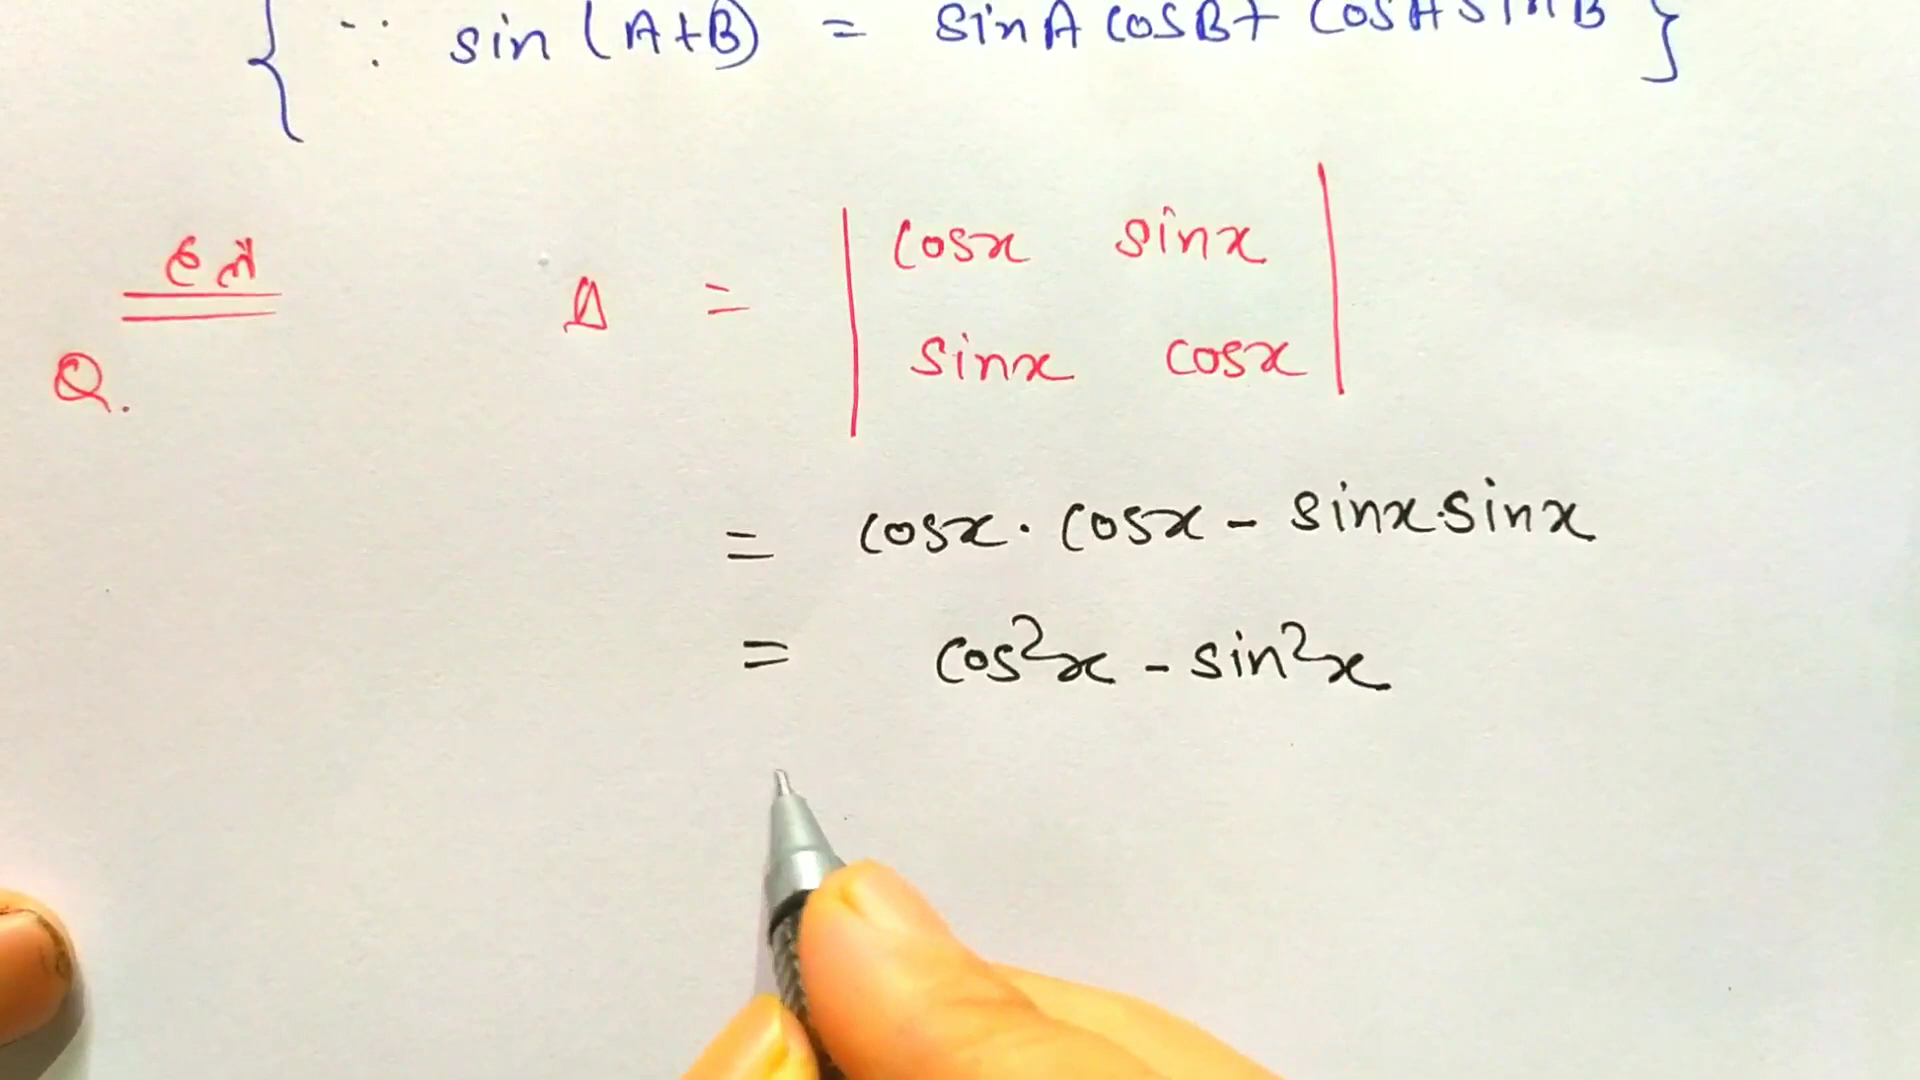 { ∵ sin (A+B) = sinA cosB + cosA sinB }
Δ = | cosx sinx |
| sinx cosx |
Q.
= cosx · cosx - sinx · sinx
= cos²x - sin²x